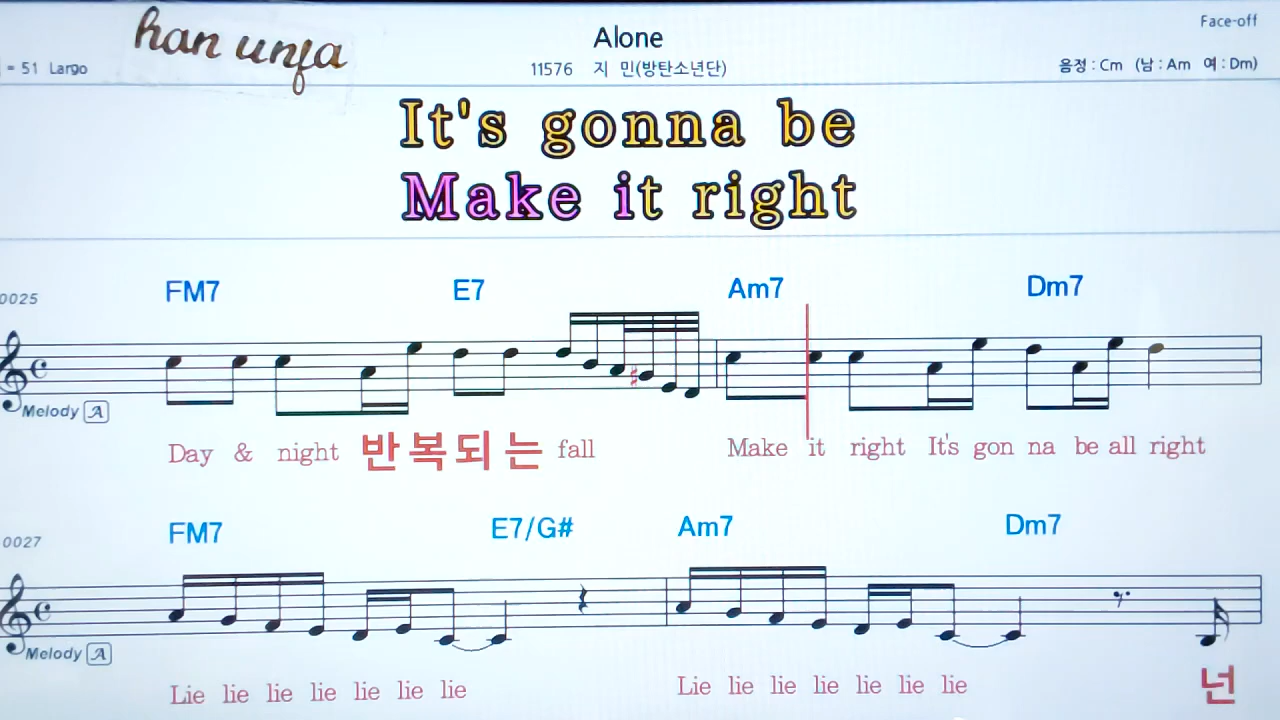 han unfa
Alone
Face-off
= 51 Largo
11576 지 민(방탄소년단)
음정 : Cm (남 : Am 여 : Dm)
It's gonna be
Make it right
FM7 E7 Am7 Dm7
0025
Melody A
Day & night 반복되는 fall Make it right It's gon na be all right
FM7 E7/G# Am7 Dm7
0027
Melody A
Lie lie lie lie lie lie lie Lie lie lie lie lie lie lie 넌